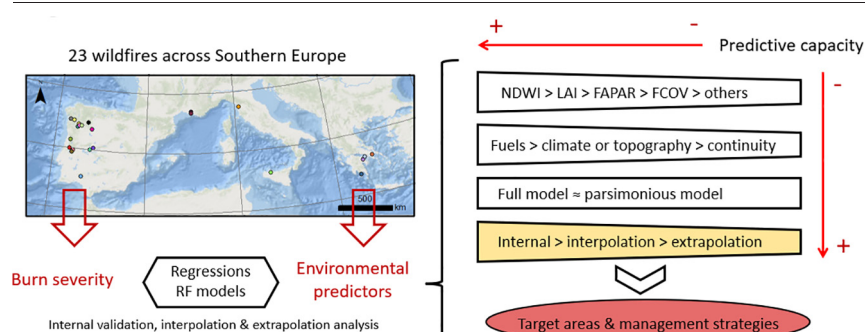 23 wildfires across Southern Europe
500
km
Burn severity
Regressions
RF models
Environmental
predictors
Internal validation, interpolation & extrapolation analysis
+
-
Predictive capacity
NDWI > LAI > FAPAR > FCOV > others
-
Fuels > climate or topography > continuity
Full model ≈ parsimonious model
Internal > interpolation > extrapolation
+
Target areas & management strategies